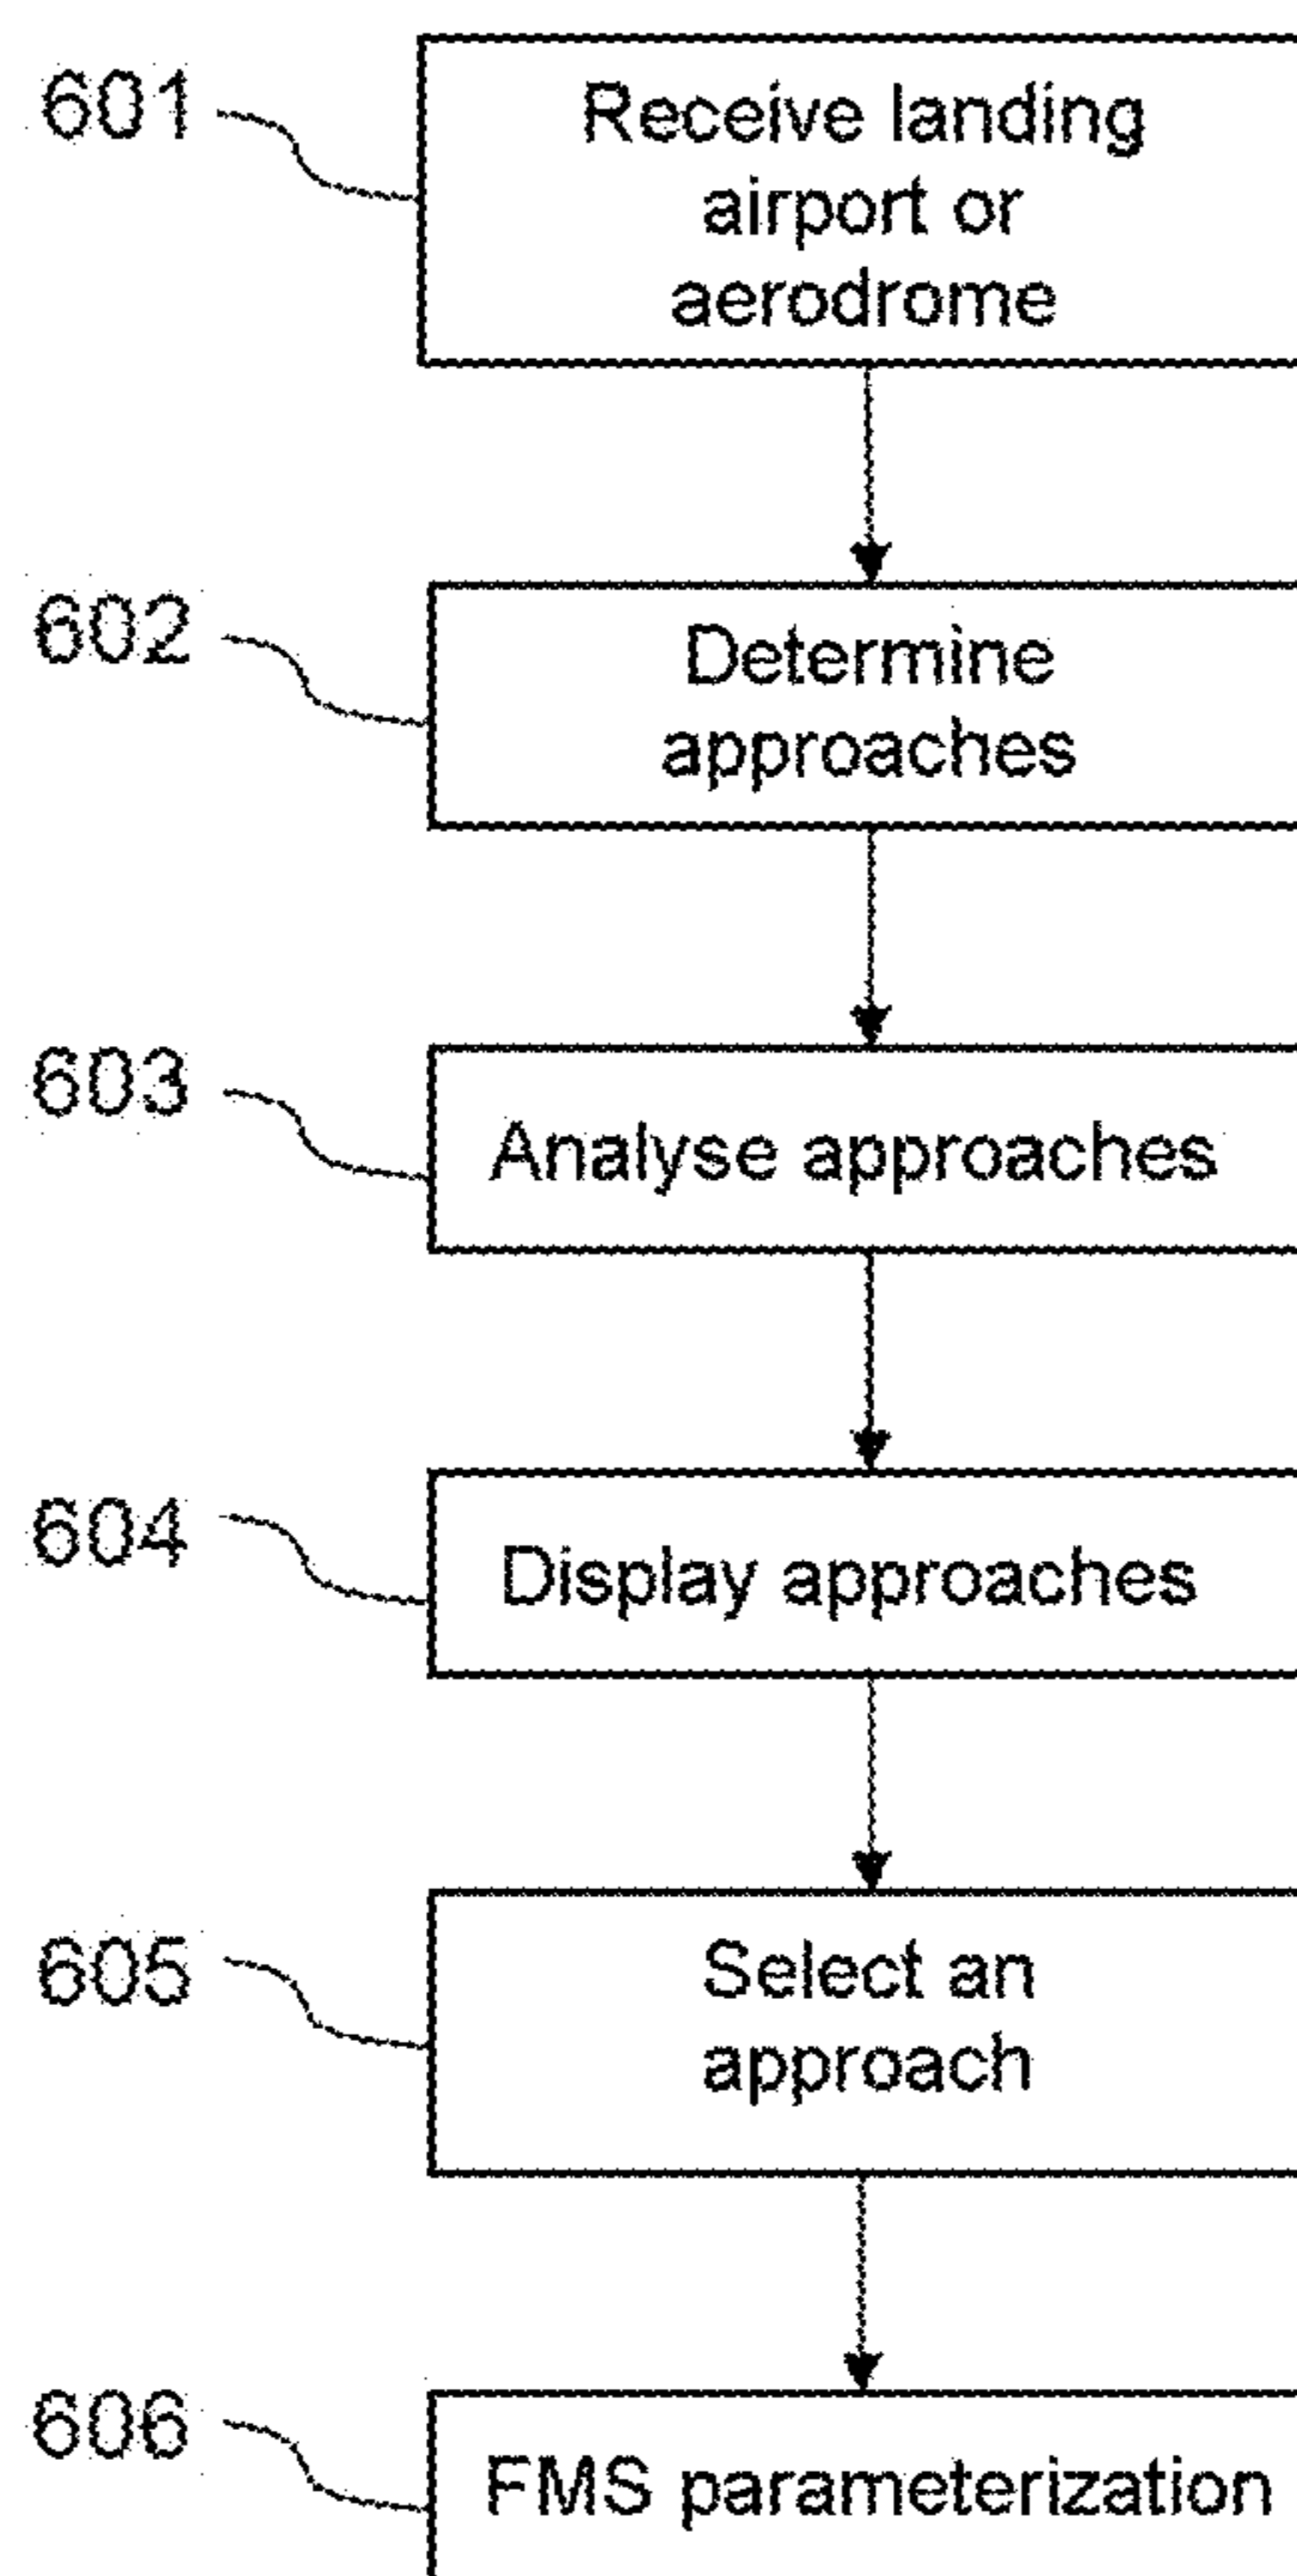 601
Receive landing
airport or
aerodrome
602
Determine
approaches
603
Analyse approaches
604
Display approaches
605
Select an
approach
606
FMS parameterization